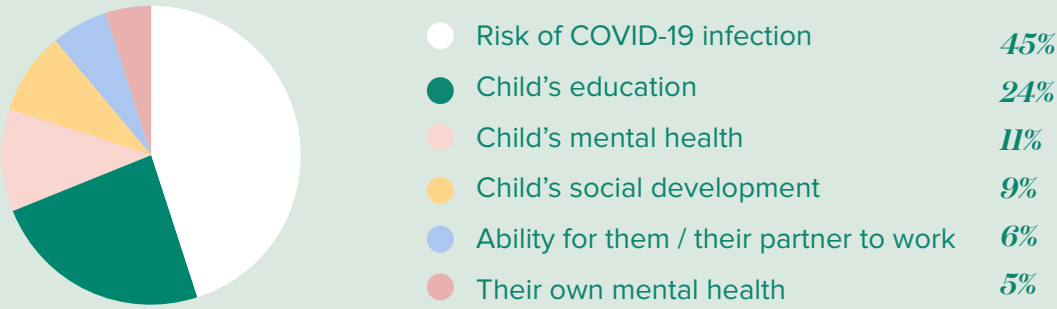 Risk of COVID-19 infection 45%
Child’s education 24%
Child’s mental health 11%
Child’s social development 9%
Ability for them / their partner to work 6%
Their own mental health 5%